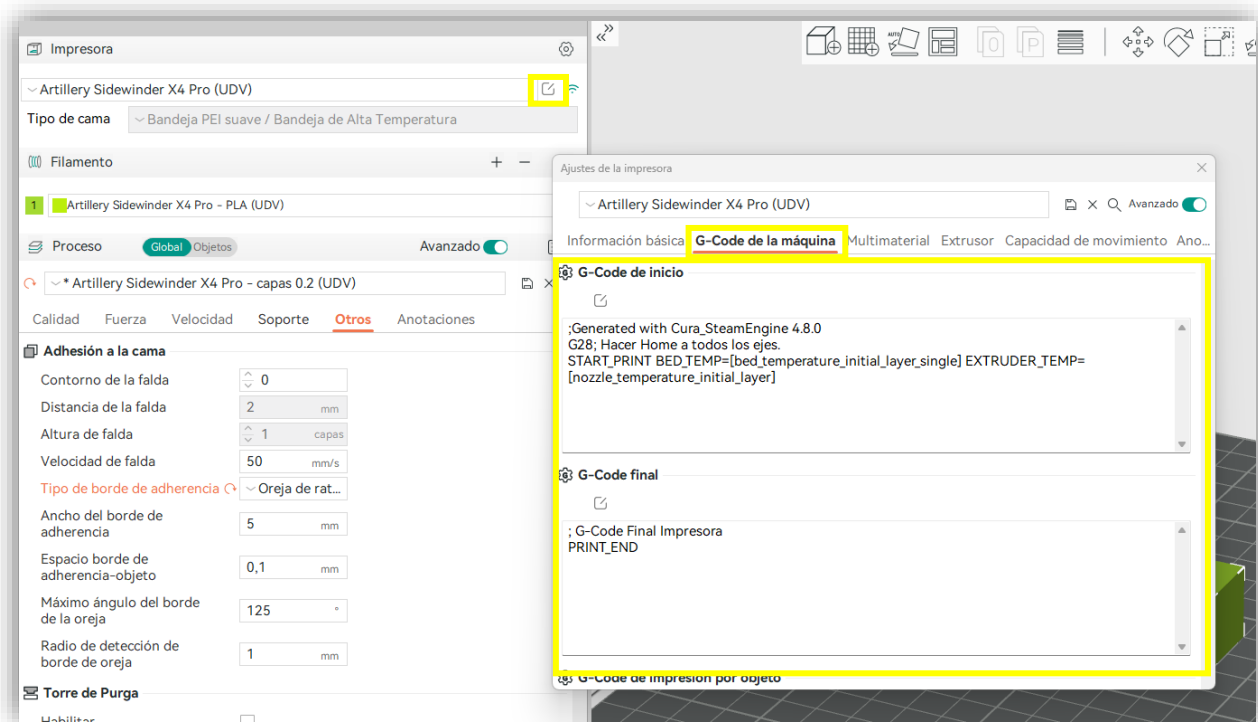 Impresora
Artillery Sidewinder X4 Pro (UDV)
Tipo de cama
Bandeja PEI suave / Bandeja de Alta Temperatura
Filamento
1
Artillery Sidewinder X4 Pro - PLA (UDV)
Proceso
Global
Objetos
Avanzado
* Artillery Sidewinder X4 Pro - capas 0.2 (UDV)
Calidad
Fuerza
Velocidad
Soporte
Otros
Anotaciones
Adhesión a la cama
Contorno de la falda
0
Distancia de la falda
2 mm
Altura de falda
1 capas
Velocidad de falda
50 mm/s
Tipo de borde de adherencia
Oreja de rat...
Ancho del borde de
adherencia
5 mm
Espacio borde de
adherencia-objeto
0,1 mm
Máximo ángulo del borde
de la oreja
125 °
Radio de detección de
borde de oreja
1 mm
Torre de Purga
Habilitar
AUTO
O
P
Ajustes de la impresora
Artillery Sidewinder X4 Pro (UDV)
Avanzado
Información básica
G-Code de la máquina
Multimaterial
Extrusor
Capacidad de movimiento
Ano...
G-Code de inicio
;Generated with Cura_SteamEngine 4.8.0
G28; Hacer Home a todos los ejes.
START_PRINT BED_TEMP=[bed_temperature_initial_layer_single] EXTRUDER_TEMP=
[nozzle_temperature_initial_layer]
G-Code final
; G-Code Final Impresora
PRINT_END
G-Code de impresión por objeto